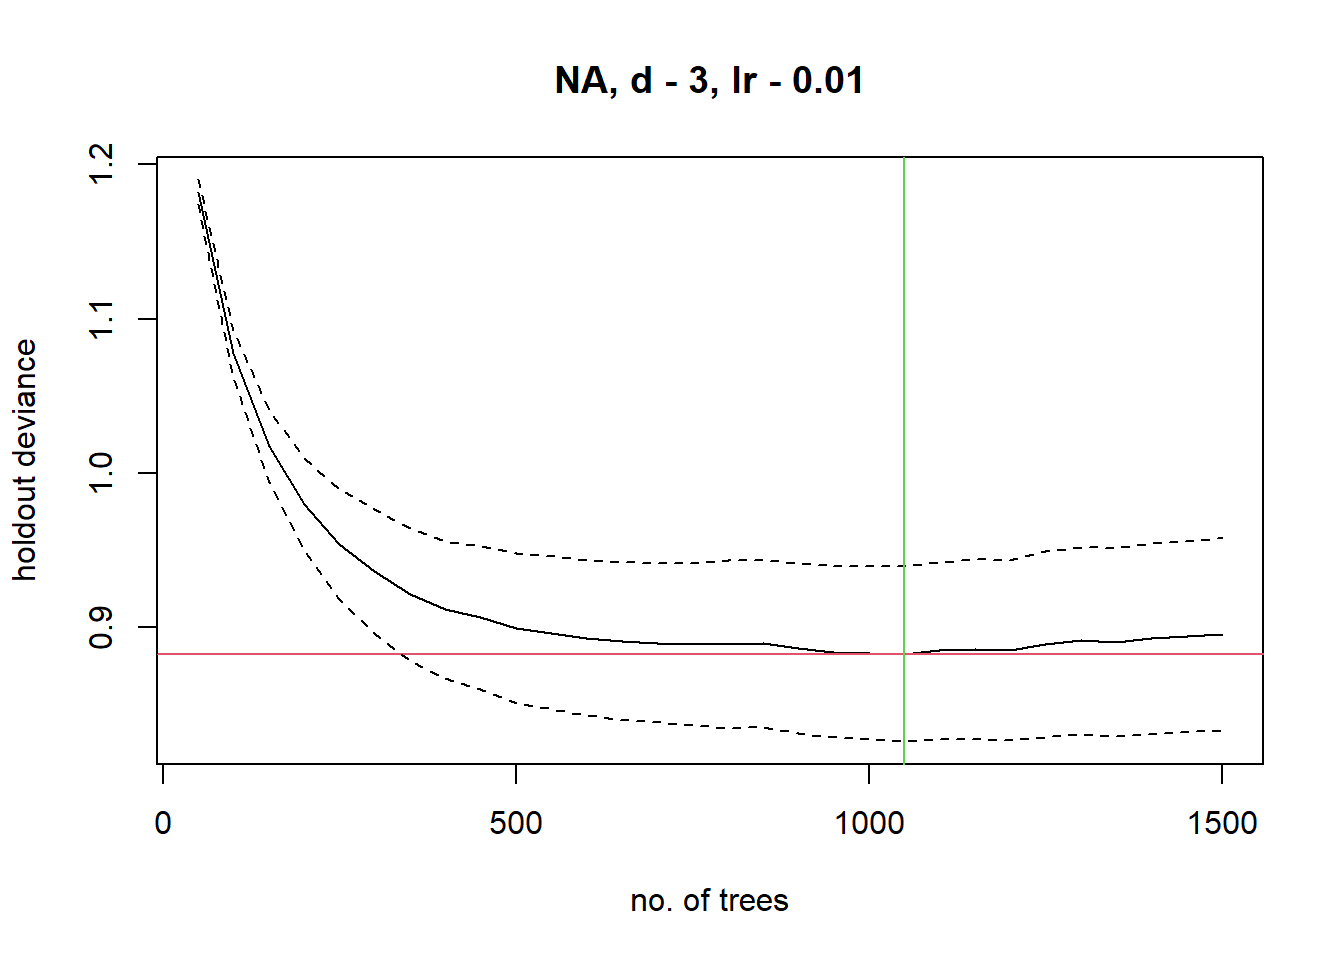 NA, d - 3, lr - 0.01
holdout deviance
1.2
1.1
1.0
0.9
0 500 1000 1500
no. of trees